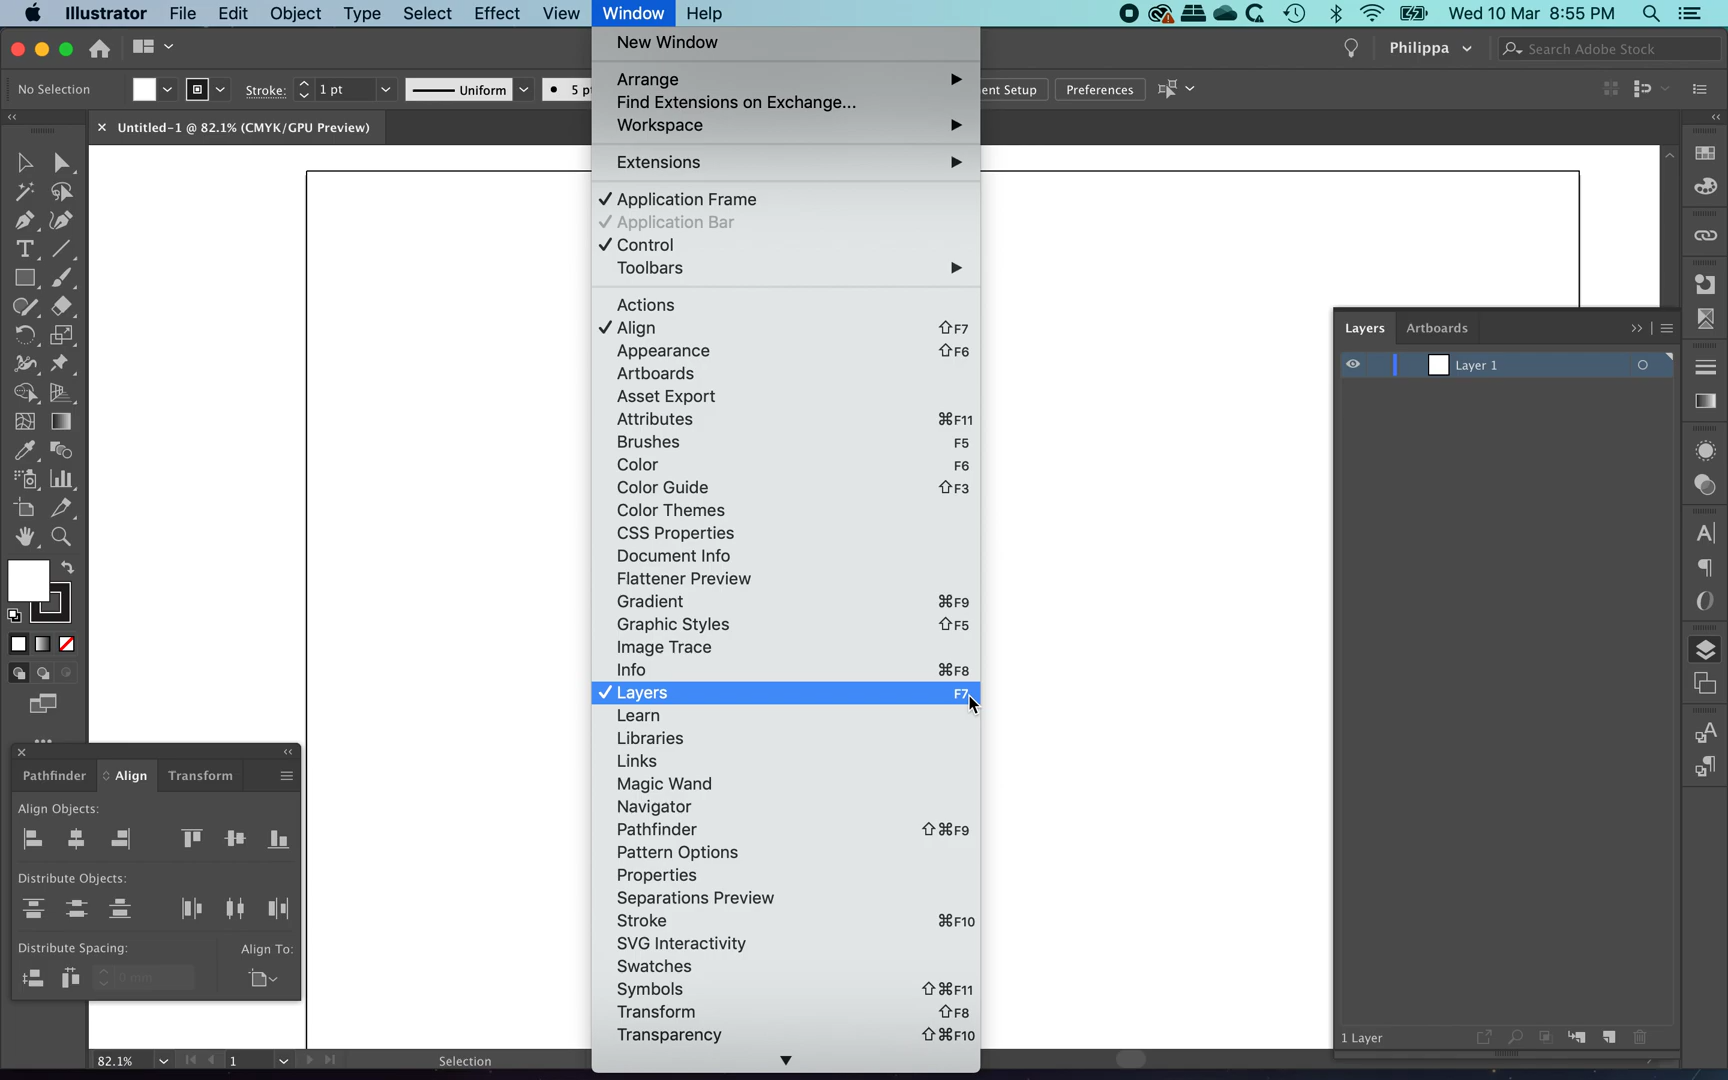 Illustrator File Edit Object Type Select Effect View Window Help Wed 10 Mar 8:55 PM
Philippa Search Adobe Stock
No Selection Stroke: 1 pt Uniform 5 pt ent Setup Preferences
Untitled-1 @ 82.1% (CMYK/GPU Preview)
New Window
Arrange
Find Extensions on Exchange...
Workspace
Extensions
Application Frame
Application Bar
Control
Toolbars
Actions
Align ⇧F7
Appearance ⇧F6
Artboards
Asset Export
Attributes ⌘F11
Brushes F5
Color F6
Color Guide ⇧F3
Color Themes
CSS Properties
Document Info
Flattener Preview
Gradient ⌘F9
Graphic Styles ⇧F5
Image Trace
Info ⌘F8
Layers F7
Learn
Libraries
Links
Magic Wand
Navigator
Pathfinder ⇧⌘F9
Pattern Options
Properties
Separations Preview
Stroke ⌘F10
SVG Interactivity
Swatches
Symbols ⇧⌘F11
Transform ⇧F8
Transparency ⇧⌘F10
Layers Artboards
Layer 1
1 Layer
Pathfinder Align Transform
Align Objects:
Distribute Objects:
Distribute Spacing: Align To:
0 mm
82.1% 1 Selection